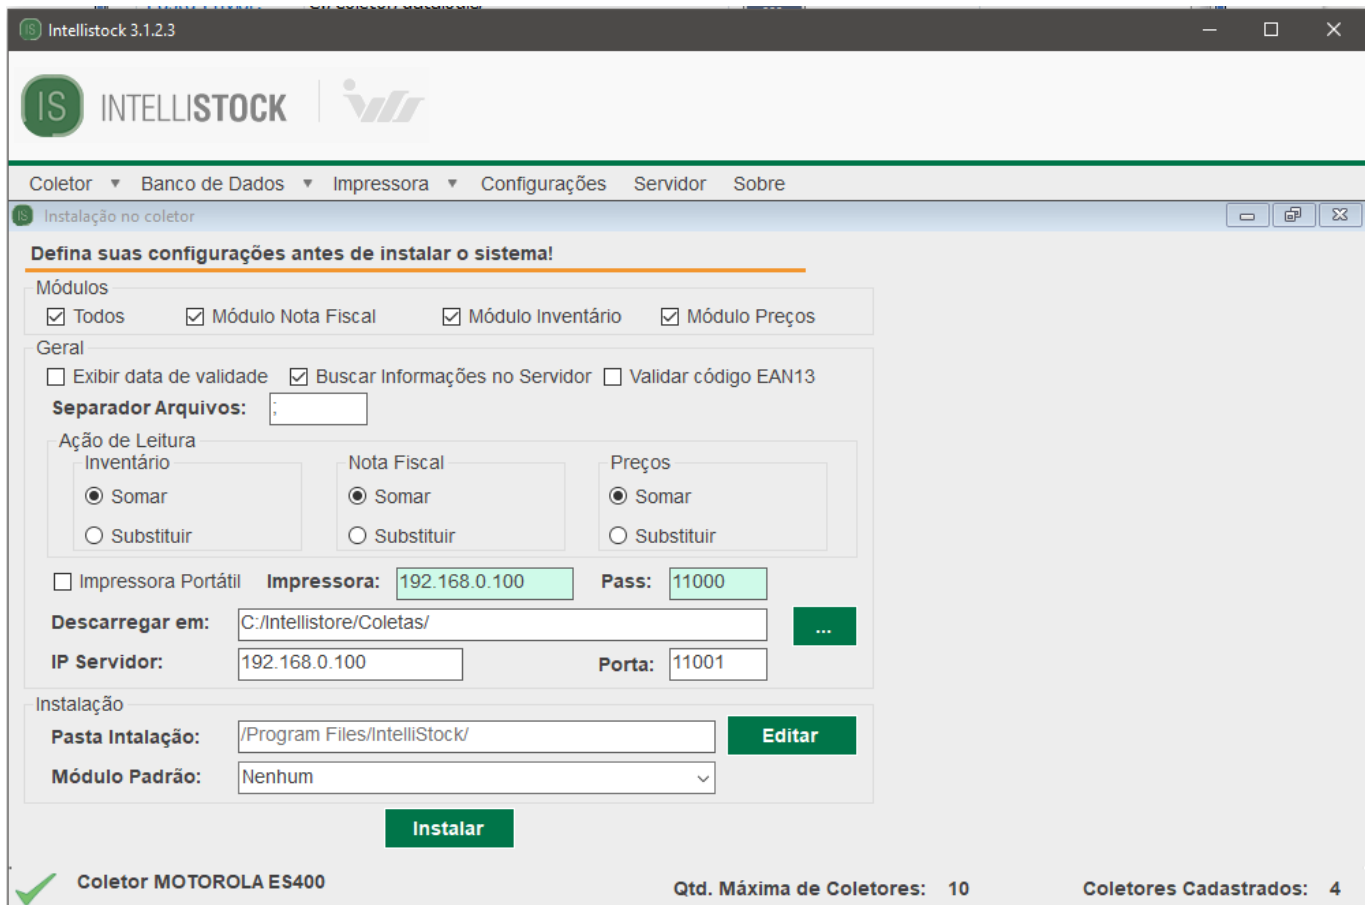 Intellistock 3.1.2.3
IS INTELLISTOCK iws
Coletor Banco de Dados Impressora Configurações Servidor Sobre
IS Instalação no coletor
Defina suas configurações antes de instalar o sistema!
Módulos
Todos Módulo Nota Fiscal Módulo Inventário Módulo Preços
Geral
Exibir data de validade Buscar Informações no Servidor Validar código EAN13
Separador Arquivos: ;
Ação de Leitura
Inventário Nota Fiscal Preços
Somar Somar Somar
Substituir Substituir Substituir
Impressora Portátil Impressora: 192.168.0.100 Pass: 11000
Descarregar em: C:/Intellistore/Coletas/ ...
IP Servidor: 192.168.0.100 Porta: 11001
Instalação
Pasta Intalação: /Program Files/IntelliStock/ Editar
Módulo Padrão: Nenhum
Instalar
Coletor MOTOROLA ES400 Qtd. Máxima de Coletores: 10 Coletores Cadastrados: 4